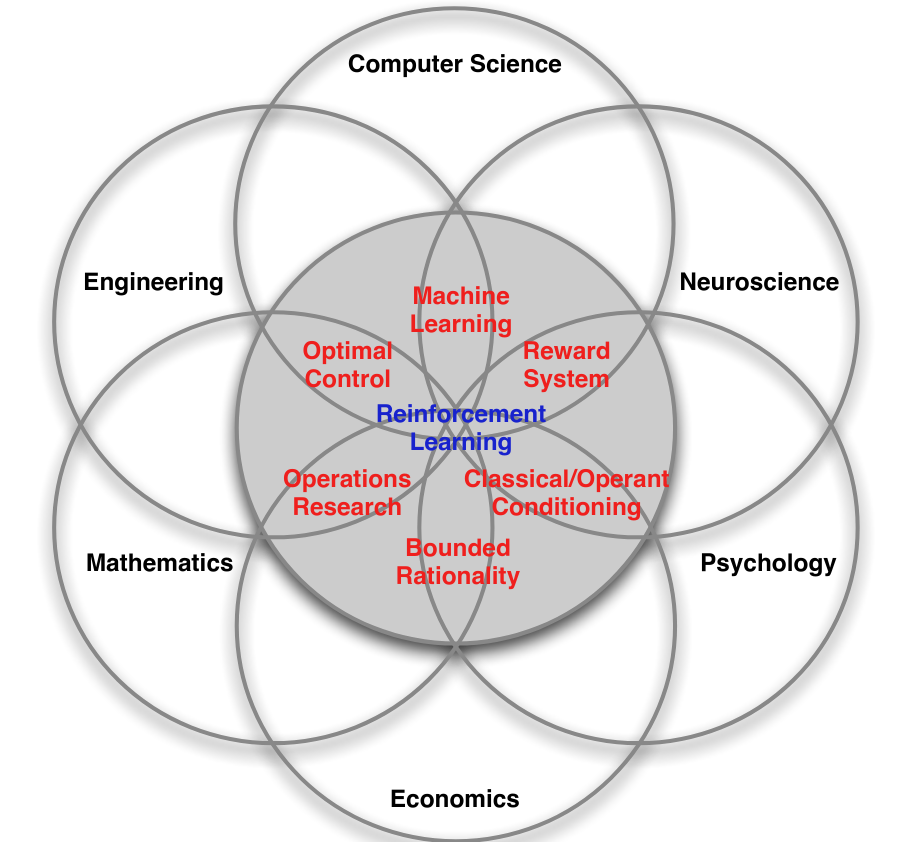 Computer Science
Engineering
Neuroscience
Machine
Learning
Optimal
Control
Reward
System
Reinforcement
Learning
Operations
Research
Classical/Operant
Conditioning
Bounded
Rationality
Mathematics
Psychology
Economics